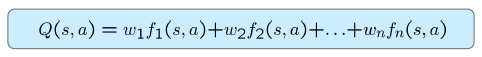 Q(s, a) = w₁f₁(s, a)+w₂f₂(s, a)+...+wₙfₙ(s, a)